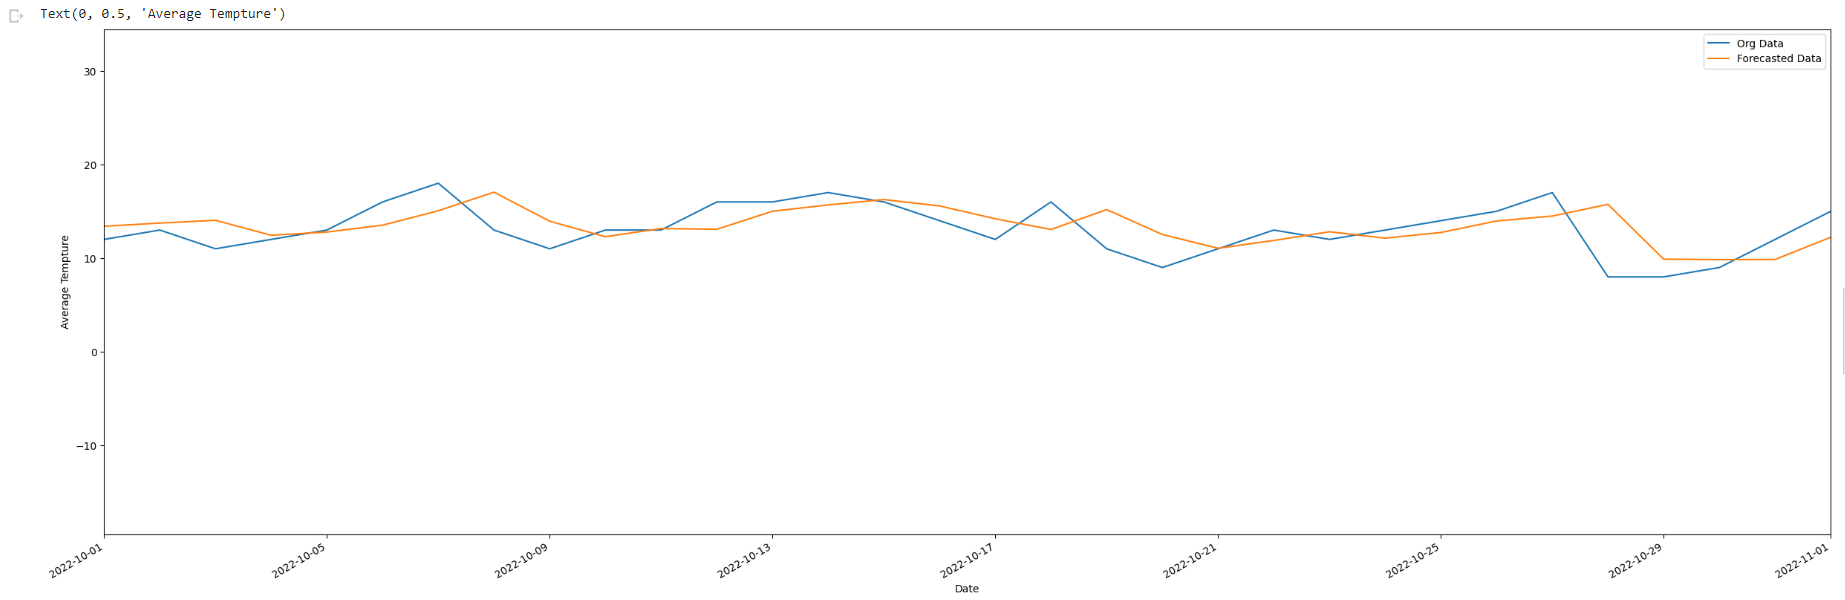 Text(0, 0.5, 'Average Tempture')
Org Data
Forecasted Data
30
20
10
0
−10
Average Tempture
2022-10-01
2022-10-05
2022-10-09
2022-10-13
2022-10-17
2022-10-21
2022-10-25
2022-10-29
2022-11-01
Date